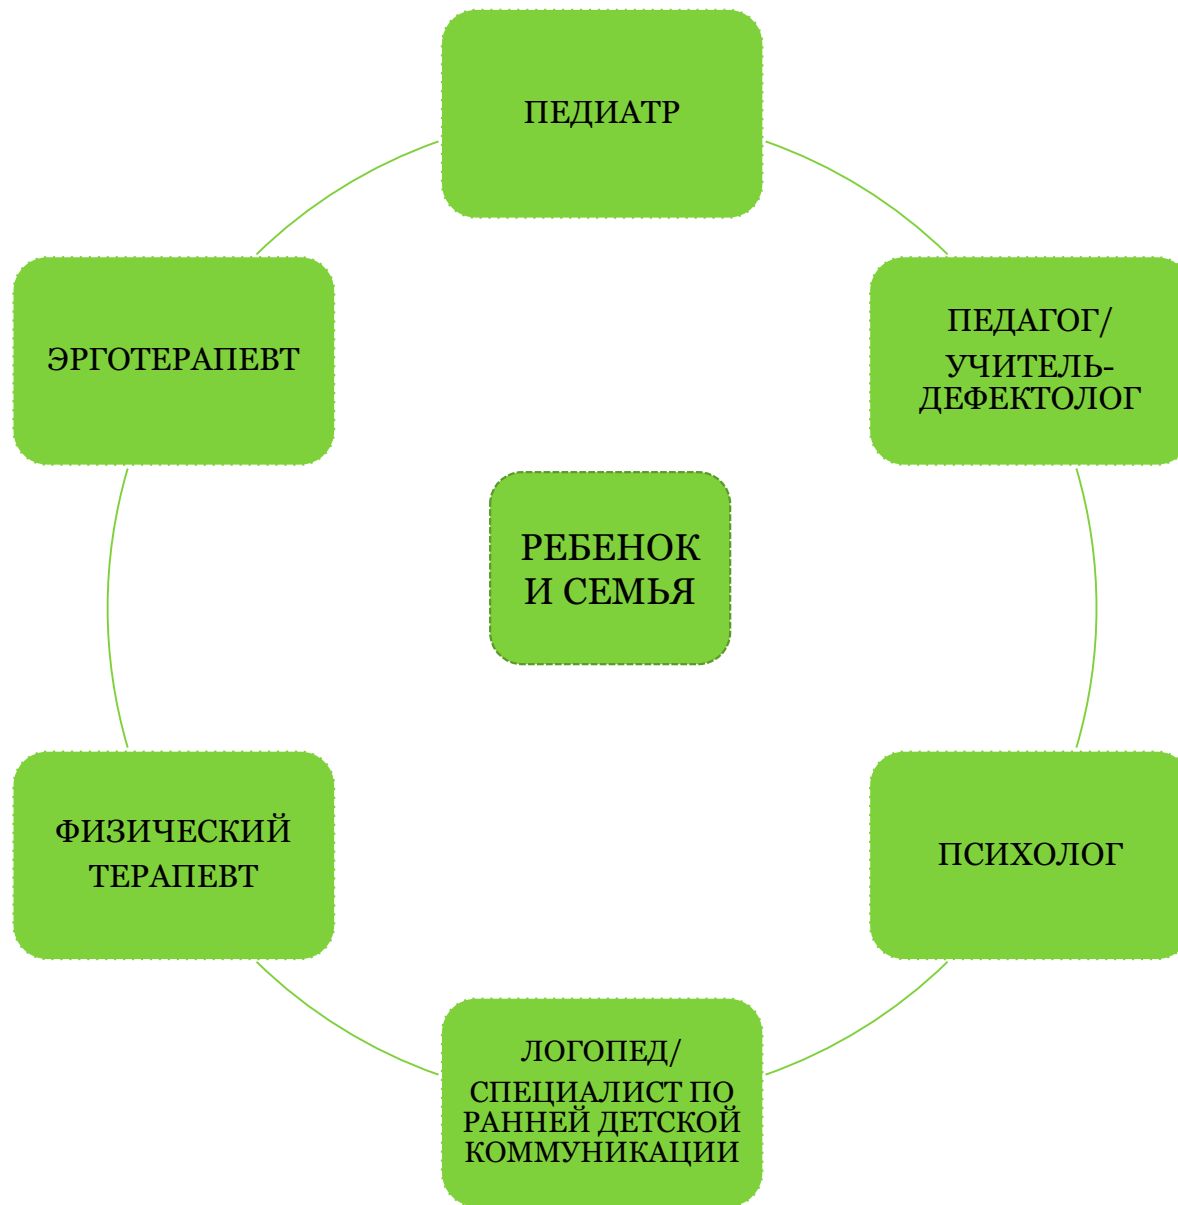 ПЕДИАТР
ЭРГОТЕРАПЕВТ
ПЕДАГОГ/
УЧИТЕЛЬ-
ДЕФЕКТОЛОГ
РЕБЕНОК
И СЕМЬЯ
ФИЗИЧЕСКИЙ
ТЕРАПЕВТ
ПСИХОЛОГ
ЛОГОПЕД/
СПЕЦИАЛИСТ ПО
РАННЕЙ ДЕТСКОЙ
КОММУНИКАЦИИ